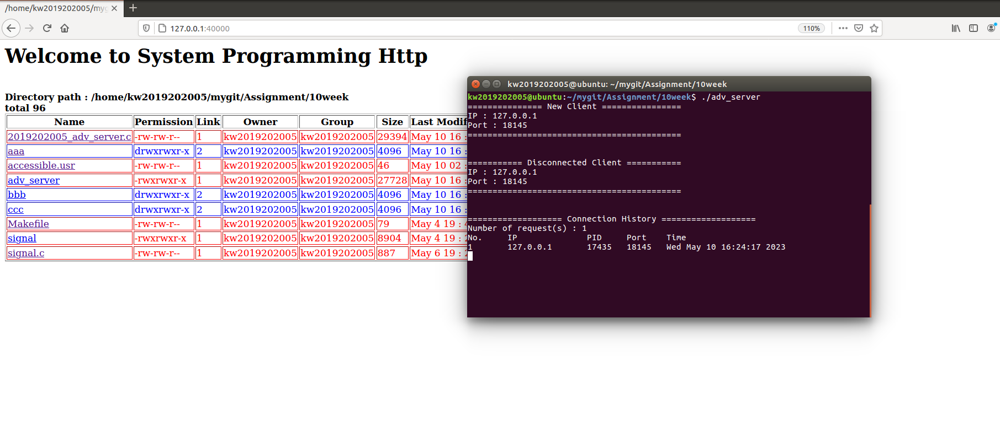 /home/kw2019202005/myg
127.0.0.1:40000
110%
Welcome to System Programming Http
Directory path : /home/kw2019202005/mygit/Assignment/10week
total 96
Name Permission Link Owner Group Size Last Modif
2019202005_adv_server.c -rw-rw-r-- 1 kw2019202005 kw2019202005 29394 May 10 16 :
aaa drwxrwxr-x 2 kw2019202005 kw2019202005 4096 May 10 16 :
accessible.usr -rw-rw-r-- 1 kw2019202005 kw2019202005 46 May 10 02 :
adv_server -rwxrwxr-x 1 kw2019202005 kw2019202005 27728 May 10 16 :
bbb drwxrwxr-x 2 kw2019202005 kw2019202005 4096 May 10 16 :
ccc drwxrwxr-x 2 kw2019202005 kw2019202005 4096 May 10 16 :
Makefile -rw-rw-r-- 1 kw2019202005 kw2019202005 79 May 4 19 :
signal -rwxrwxr-x 1 kw2019202005 kw2019202005 8904 May 4 19 :
signal.c -rw-rw-r-- 1 kw2019202005 kw2019202005 887 May 6 19 :
kw2019202005@ubuntu: ~/mygit/Assignment/10week
kw2019202005@ubuntu:~/mygit/Assignment/10week$ ./adv_server
=============== New Client ================
IP : 127.0.0.1
Port : 18145
===========================================
=========== Disconnected Client ===========
IP : 127.0.0.1
Port : 18145
===========================================
=================== Connection History ===================
Number of request(s) : 1
No. IP PID Port Time
1 127.0.0.1 17435 18145 Wed May 10 16:24:17 2023